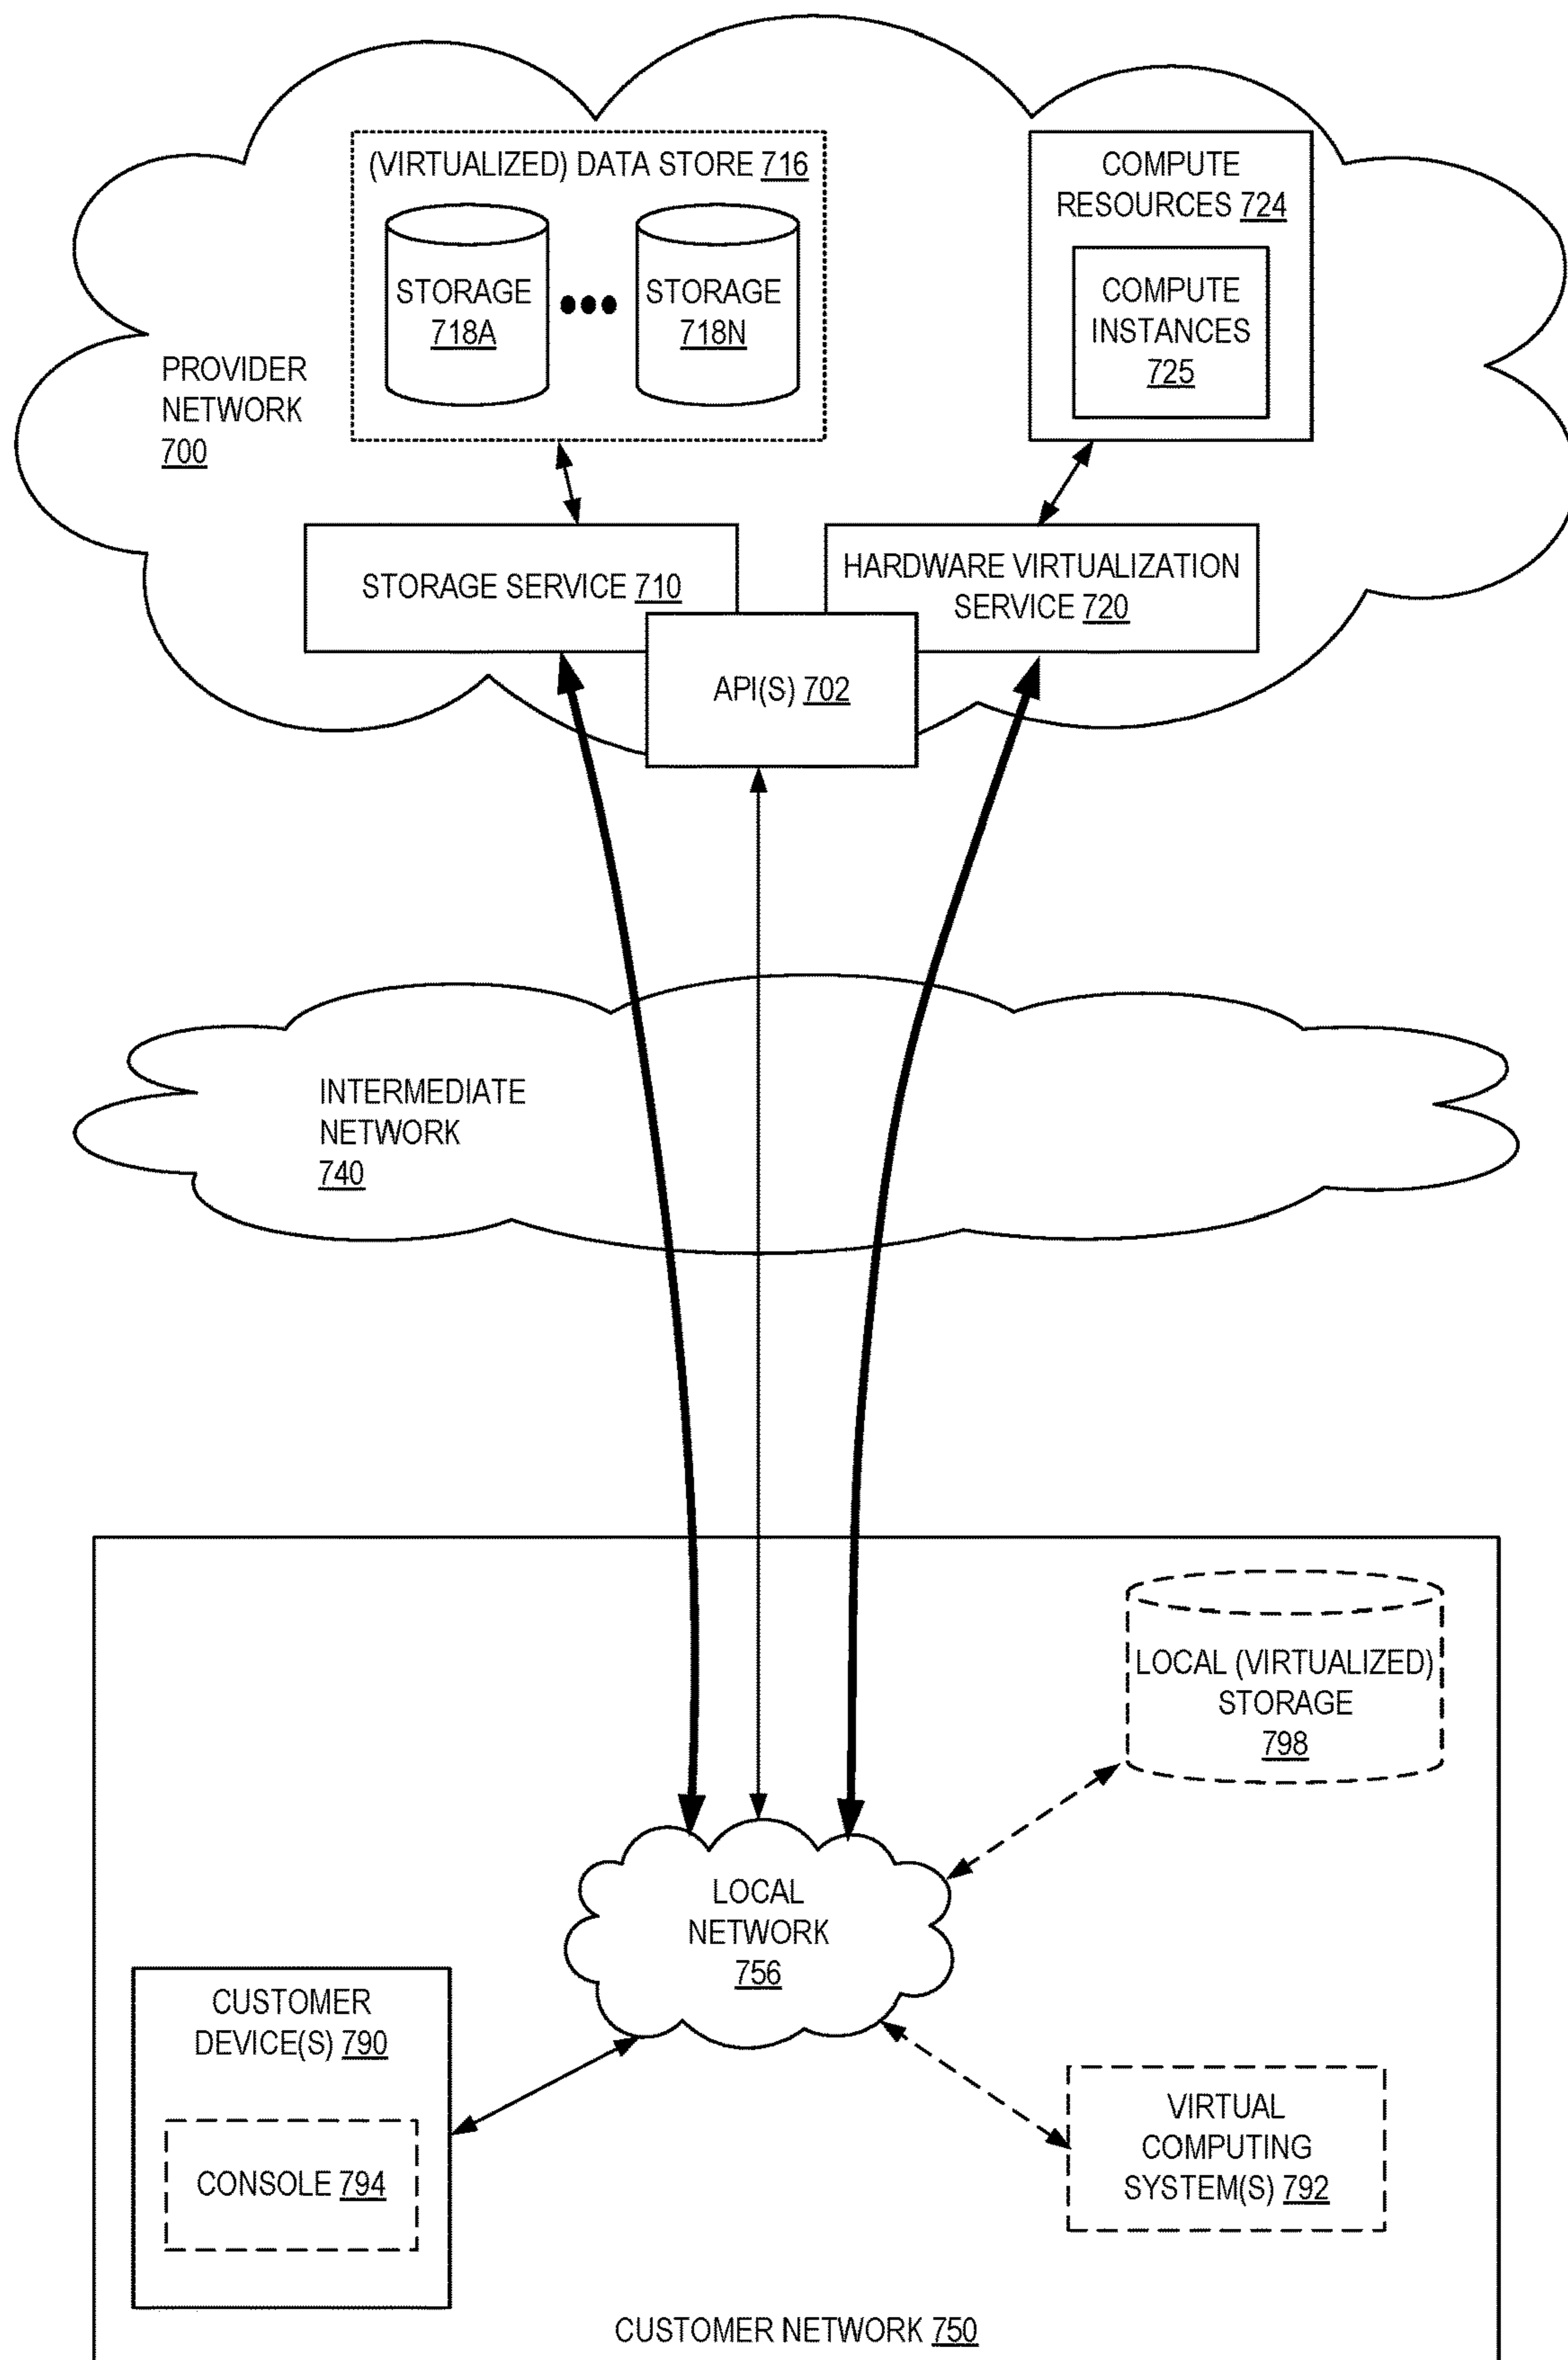 (VIRTUALIZED) DATA STORE 716
STORAGE
718A
STORAGE
718N
COMPUTE
RESOURCES 724
COMPUTE
INSTANCES
725
PROVIDER
NETWORK
700
STORAGE SERVICE 710
HARDWARE VIRTUALIZATION
SERVICE 720
API(S) 702
INTERMEDIATE
NETWORK
740
LOCAL (VIRTUALIZED)
STORAGE
798
LOCAL
NETWORK
756
CUSTOMER
DEVICE(S) 790
CONSOLE 794
VIRTUAL
COMPUTING
SYSTEM(S) 792
CUSTOMER NETWORK 750